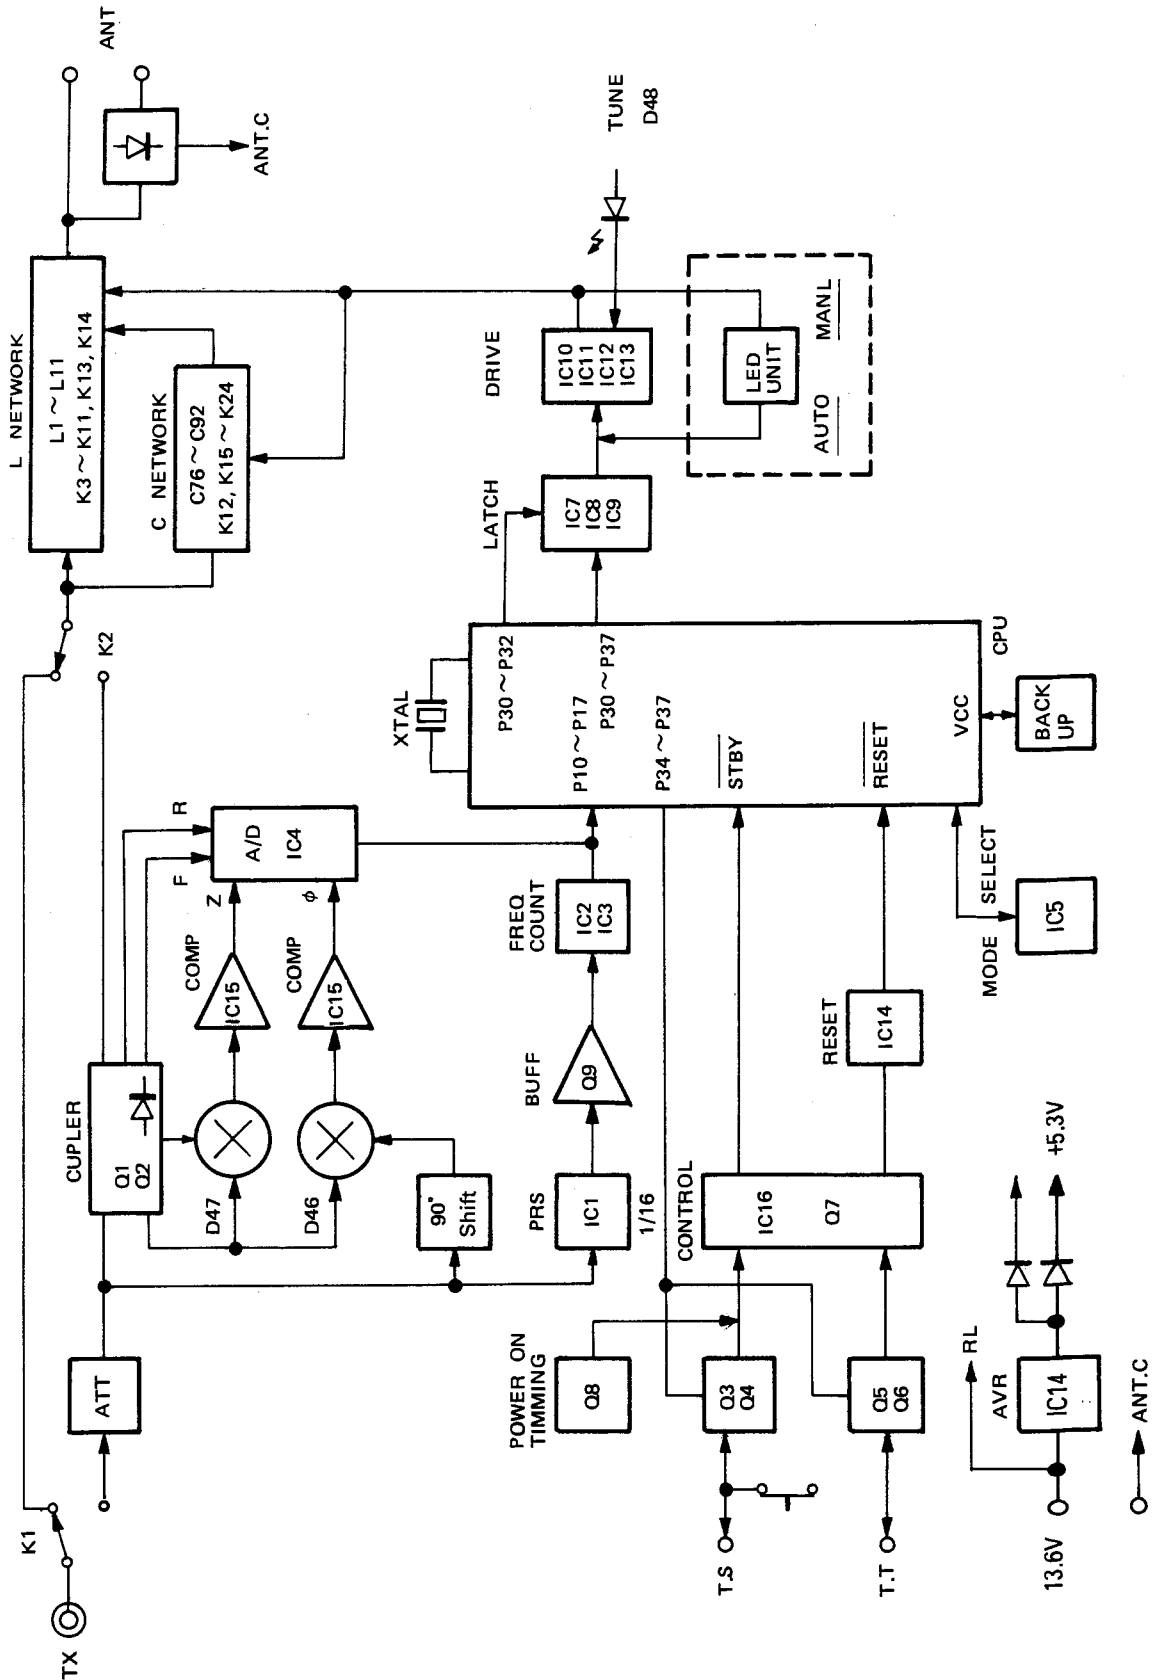 TX
K1
ATT
CUPLER
Q1
Q2
D47
D46
90°
Shift
COMP
IC15
COMP
IC15
F
R
Z
φ
A/D
IC4
K2
L NETWORK
L1～L11
K3～K11, K13, K14
C NETWORK
C76～C92
K12, K15～K24
ANT
ANT.C
TUNE
D48
PRS
IC1
1/16
BUFF
Q9
FREQ
COUNT
IC2
IC3
XTAL
P30～P32
P10～P17
P30～P37
P34～P37
STBY
RESET
VCC
CPU
LATCH
IC7
IC8
IC9
DRIVE
IC10
IC11
IC12
IC13
LED
UNIT
AUTO
MANL
POWER ON
TIMMING
Q8
T.S
Q3
Q4
T.T
Q5
Q6
CONTROL
IC16
Q7
RESET
IC14
MODE SELECT
IC5
BACK
UP
13.6V
RL
AVR
IC14
+5.3V
ANT.C